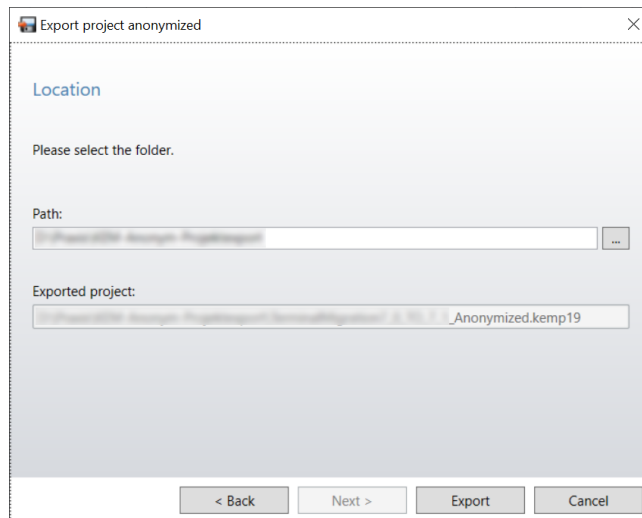 Export project anonymized
Location
Please select the folder.
Path:
...
Exported project:
_Anonymized.kemp19
< Back
Next >
Export
Cancel